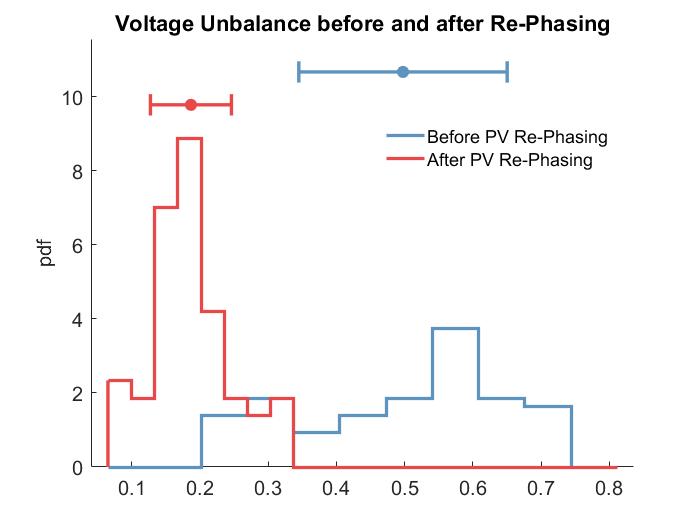 Voltage Unbalance before and after Re-Phasing
10
Before PV Re-Phasing
After PV Re-Phasing
8
6
pdf
4
2
0
0.1 0.2 0.3 0.4 0.5 0.6 0.7 0.8